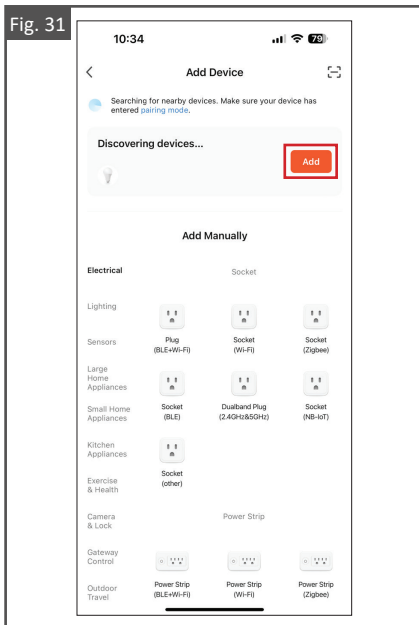 Fig. 31
10:34
79
Add Device
Searching for nearby devices. Make sure your device has
entered pairing mode.
Discovering devices...
Add
Add Manually
Electrical
Socket
Lighting
Sensors
Plug
(BLE+Wi-Fi)
Socket
(Wi-Fi)
Socket
(Zigbee)
Large
Home
Appliances
Small Home
Appliances
Socket
(BLE)
Dualband Plug
(2.4GHz&5GHz)
Socket
(NB-IoT)
Kitchen
Appliances
Socket
(other)
Exercise
& Health
Camera
& Lock
Power Strip
Gateway
Control
Outdoor
Travel
Power Strip
(BLE+Wi-Fi)
Power Strip
(Wi-Fi)
Power Strip
(Zigbee)